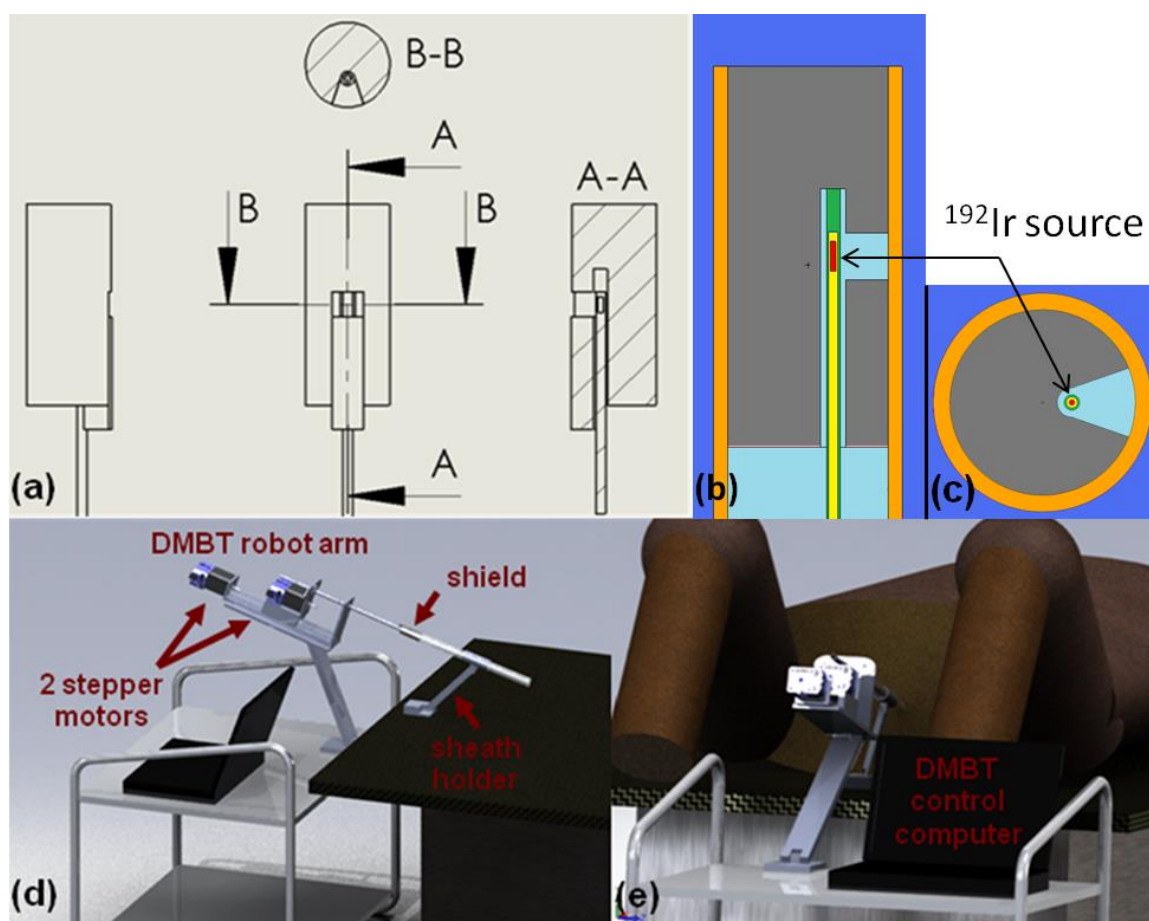 B-B
A
A-A
B
B
A
(a)
¹⁹²Ir source
(b)
(c)
DMBT robot arm
shield
2 stepper
motors
sheath
holder
(d)
DMBT
control
computer
(e)